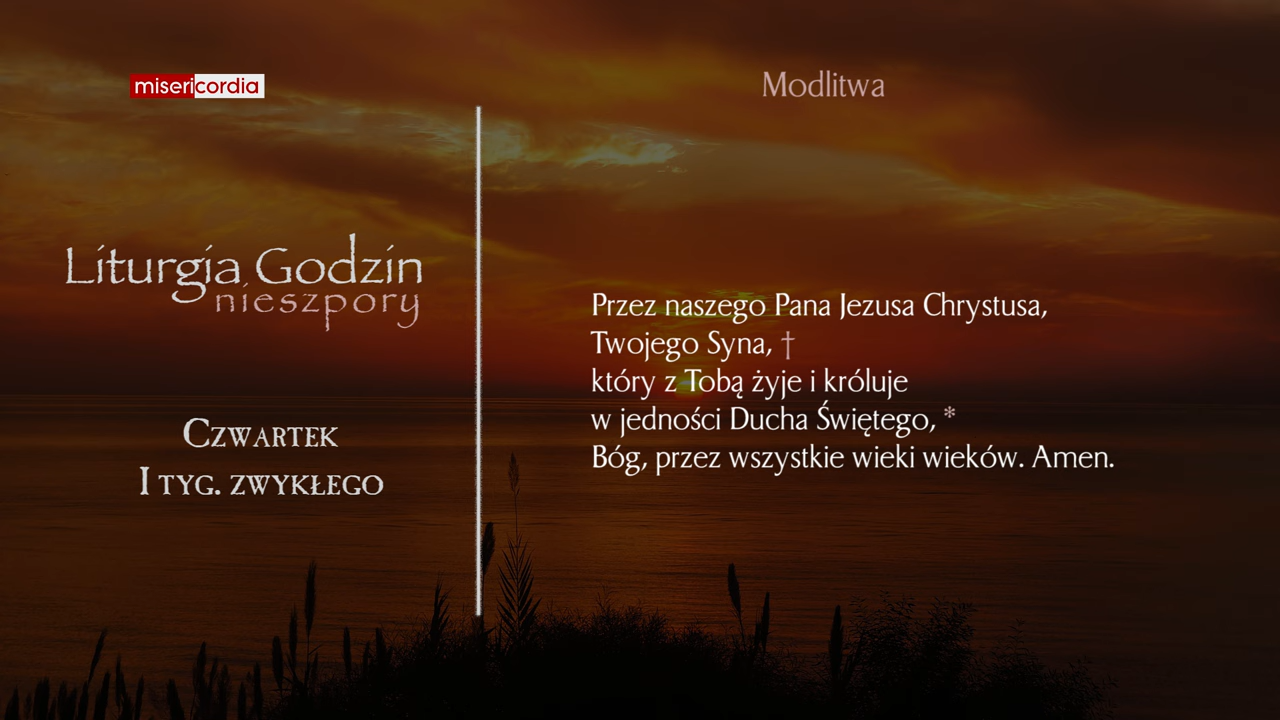 misericordia
Modlitwa
Liturgia Godzin
nieszpory
Czwartek
I tyg. zwykłego
Przez naszego Pana Jezusa Chrystusa,
Twojego Syna, †
który z Tobą żyje i króluje
w jedności Ducha Świętego, *
Bóg, przez wszystkie wieki wieków. Amen.